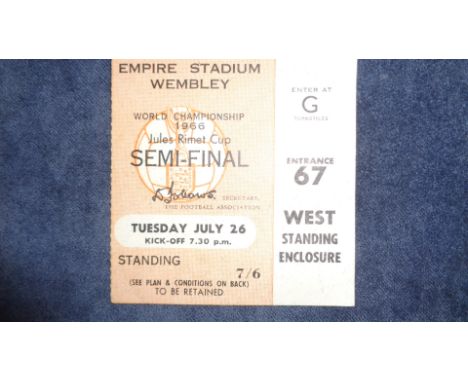 EMPIRE STADIUM
WEMBLEY
WORLD CHAMPIONSHIP
1966
Jules Rimet Cup
SEMI-FINAL
SECRETARY.
THE FOOTBALL ASSOCIATION
TUESDAY JULY 26
KICK-OFF 7.30 p.m.
STANDING
7/6
(SEE PLAN & CONDITIONS ON BACK)
TO BE RETAINED
ENTER AT
G
TURNSTILES
ENTRANCE
67
WEST
STANDING
ENCLOSURE